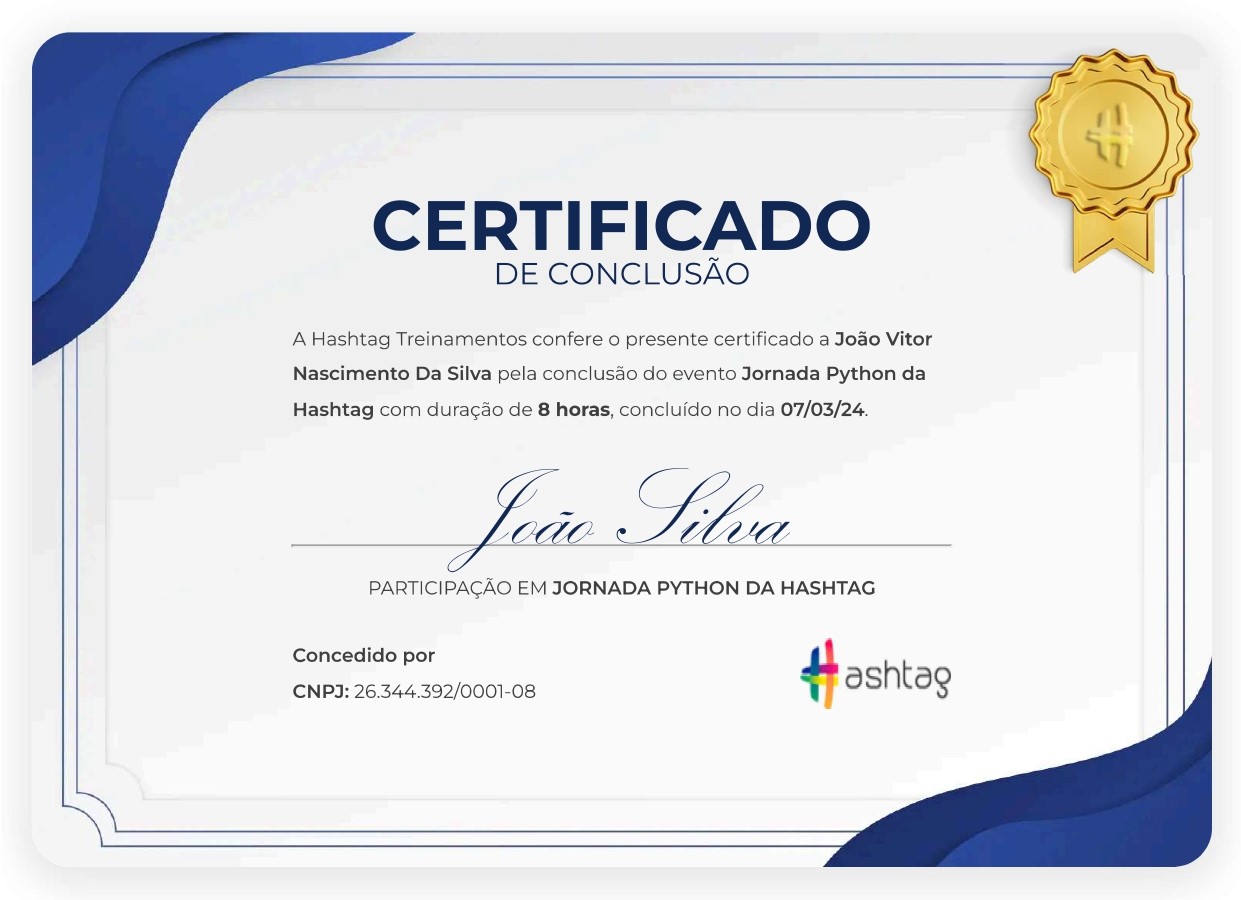 CERTIFICADO
DE CONCLUSÃO
A Hashtag Treinamentos confere o presente certificado a João Vitor
Nascimento Da Silva pela conclusão do evento Jornada Python da
Hashtag com duração de 8 horas, concluído no dia 07/03/24.
João Silva
PARTICIPAÇÃO EM JORNADA PYTHON DA HASHTAG
Concedido por
CNPJ: 26.344.392/0001-08
Hashtag